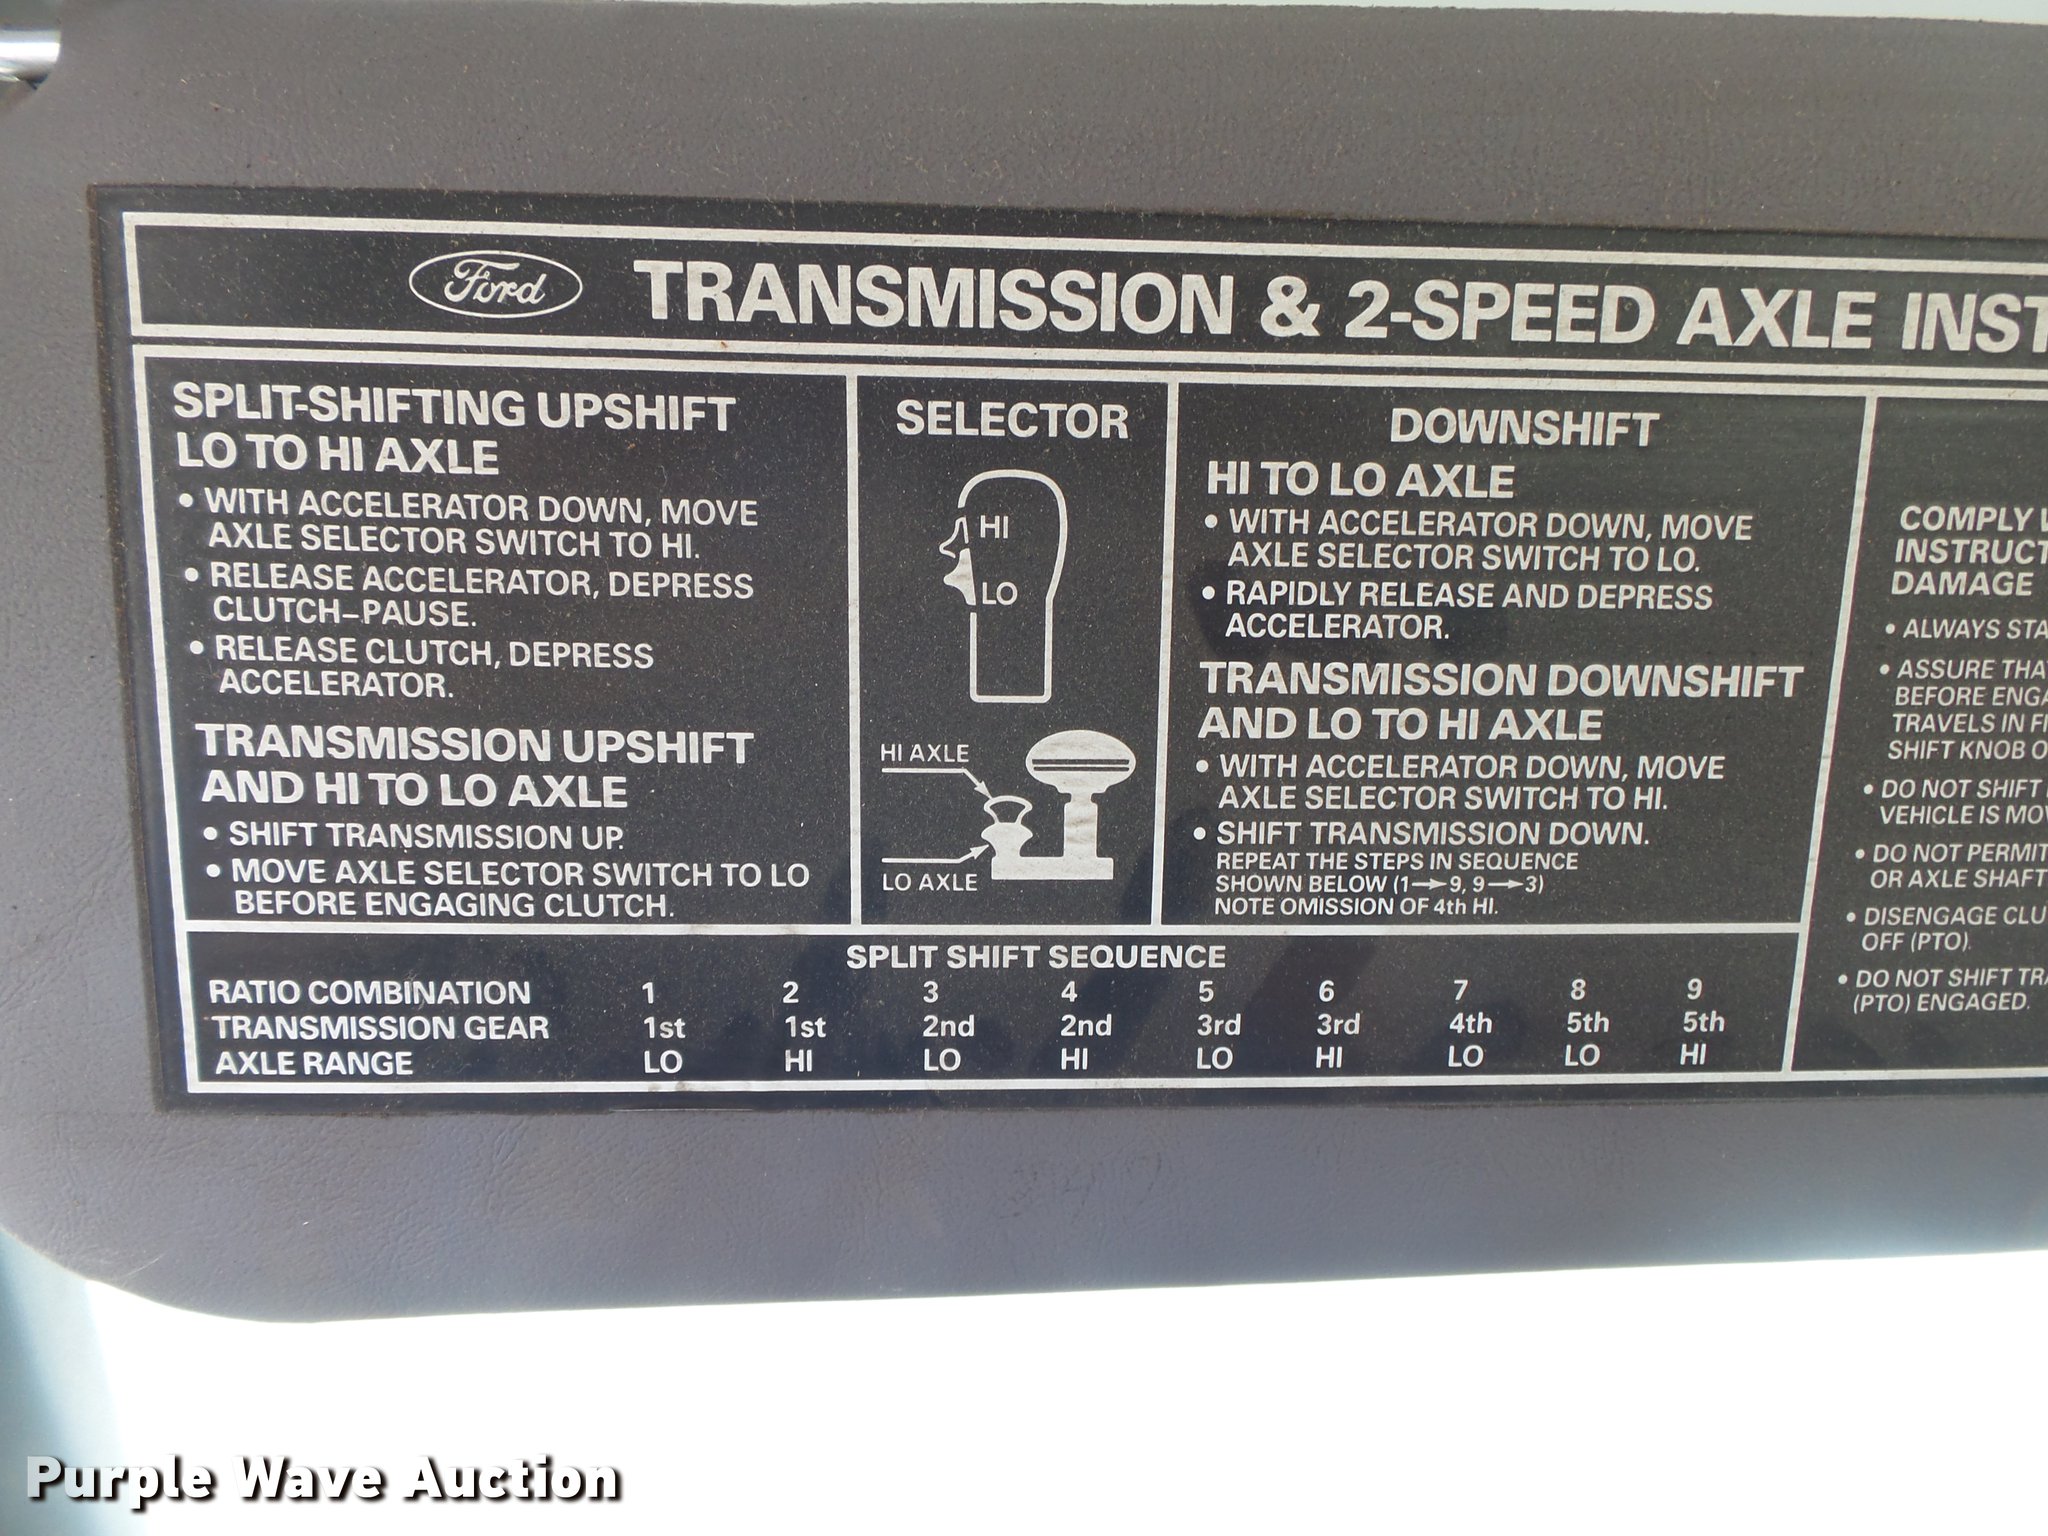 Ford TRANSMISSION & 2-SPEED AXLE
SPLIT-SHIFTING UPSHIFT
LO TO HI AXLE
• WITH ACCELERATOR DOWN, MOVE
AXLE SELECTOR SWITCH TO HI.
• RELEASE ACCELERATOR, DEPRESS
CLUTCH–PAUSE.
• RELEASE CLUTCH, DEPRESS
ACCELERATOR.
TRANSMISSION UPSHIFT
AND HI TO LO AXLE
• SHIFT TRANSMISSION UP.
• MOVE AXLE SELECTOR SWITCH TO LO
BEFORE ENGAGING CLUTCH.
SELECTOR
HI
LO
HI AXLE
LO AXLE
DOWNSHIFT
HI TO LO AXLE
• WITH ACCELERATOR DOWN, MOVE
AXLE SELECTOR SWITCH TO LO.
• RAPIDLY RELEASE AND DEPRESS
ACCELERATOR.
TRANSMISSION DOWNSHIFT
AND LO TO HI AXLE
• WITH ACCELERATOR DOWN, MOVE
AXLE SELECTOR SWITCH TO HI.
• SHIFT TRANSMISSION DOWN.
REPEAT THE STEPS IN SEQUENCE
SHOWN BELOW (1→9, 9→3)
NOTE OMISSION OF 4th HI.
COMPLY
DAMAGE
• ALWAYS
• ASSURE
BEFORE
TRAVELS IN
SHIFT KNOB
• DO NOT SHIFT
VEHICLE IS
• DO NOT PERMIT
OR AXLE SHAFT
• DISENGAGE
OFF (PTO).
• DO NOT SHIFT
(PTO) ENGAGED.
SPLIT SHIFT SEQUENCE
RATIO COMBINATION 1 2 3 4 5 6 7 8 9
TRANSMISSION GEAR 1st 1st 2nd 2nd 3rd 3rd 4th 5th 5th
AXLE RANGE LO HI LO HI LO HI LO LO HI
Purple Wave Auction